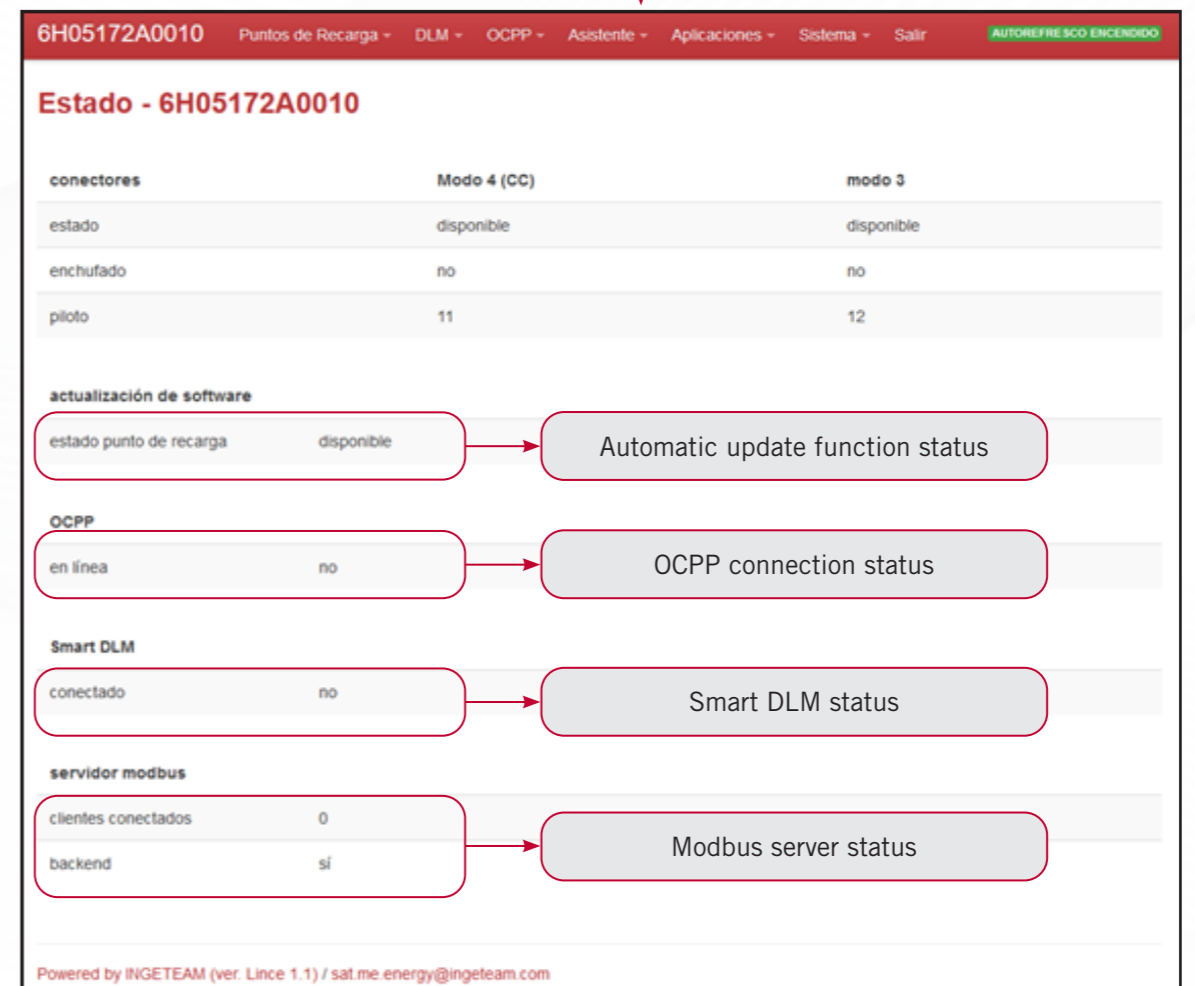 6H05172A0010 Puntos de Recarga DLM OCPP Asistente Aplicaciones Sistema Salir AUTOREFRESCO ENCENDIDO
Estado - 6H05172A0010
conectores Modo 4 (CC) modo 3
estado disponible disponible
enchufado no no
piloto 11 12
actualización de software
estado punto de recarga disponible Automatic update function status
OCPP
en línea no OCPP connection status
Smart DLM
conectado no Smart DLM status
servidor modbus
clientes conectados 0
Modbus server status
backend sí
Powered by INGETEAM (ver. Lince 1.1) / sat.me.energy@ingeteam.com